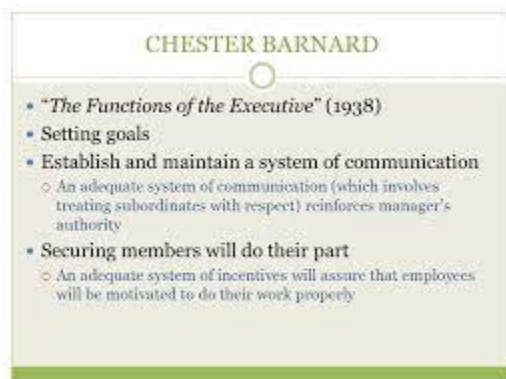 CHESTER BARNARD
• “The Functions of the Executive” (1938)
• Setting goals
• Establish and maintain a system of communication
○ An adequate system of communication (which involves
treating subordinates with respect) reinforces manager's
authority
• Securing members will do their part
○ An adequate system of incentives will assure that employees
will be motivated to do their work properly